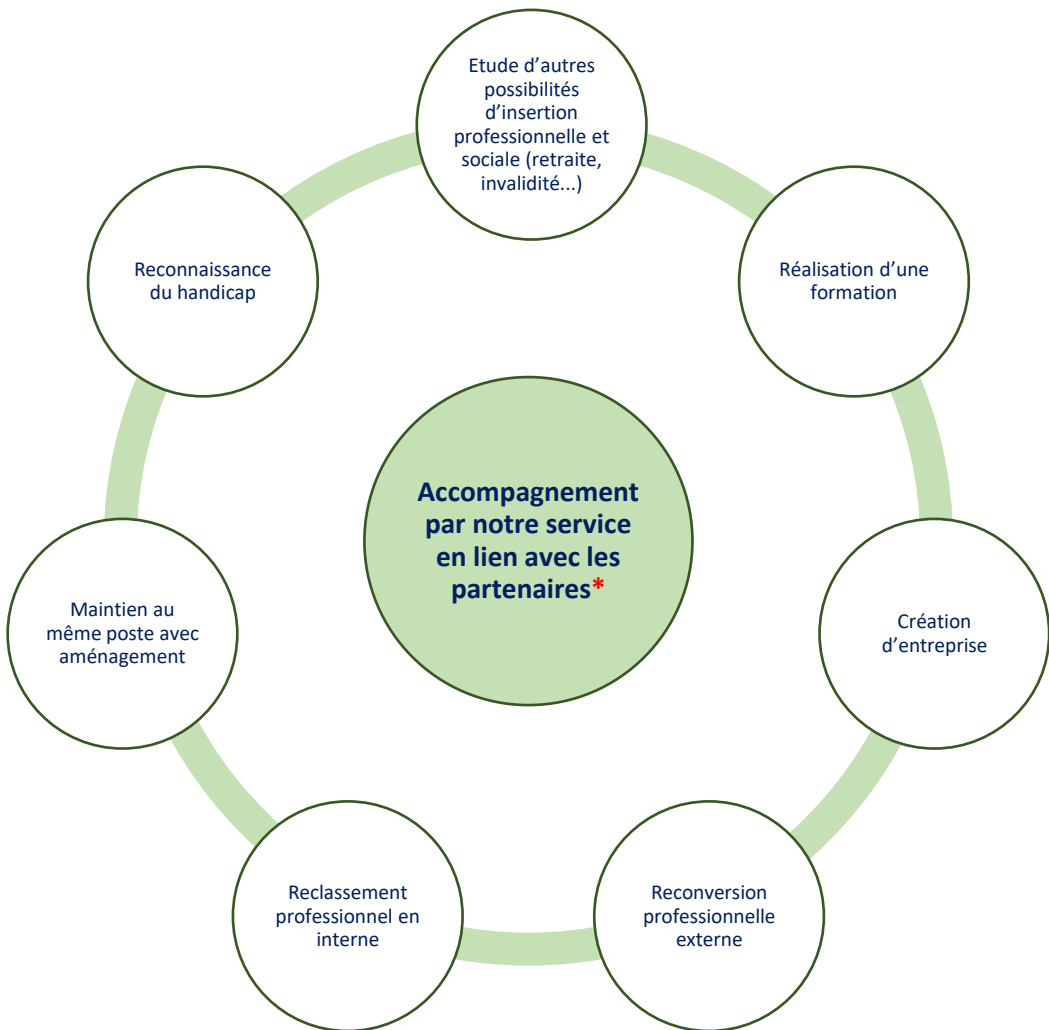 Etude d’autres
possibilités
d’insertion
professionnelle et
sociale (retraite,
invalidité...)
Reconnaissance
du handicap
Réalisation d’une
formation
Accompagnement
par notre service
en lien avec les
partenaires*
Maintien au
même poste avec
aménagement
Création
d’entreprise
Reclassement
professionnel en
interne
Reconversion
professionnelle
externe